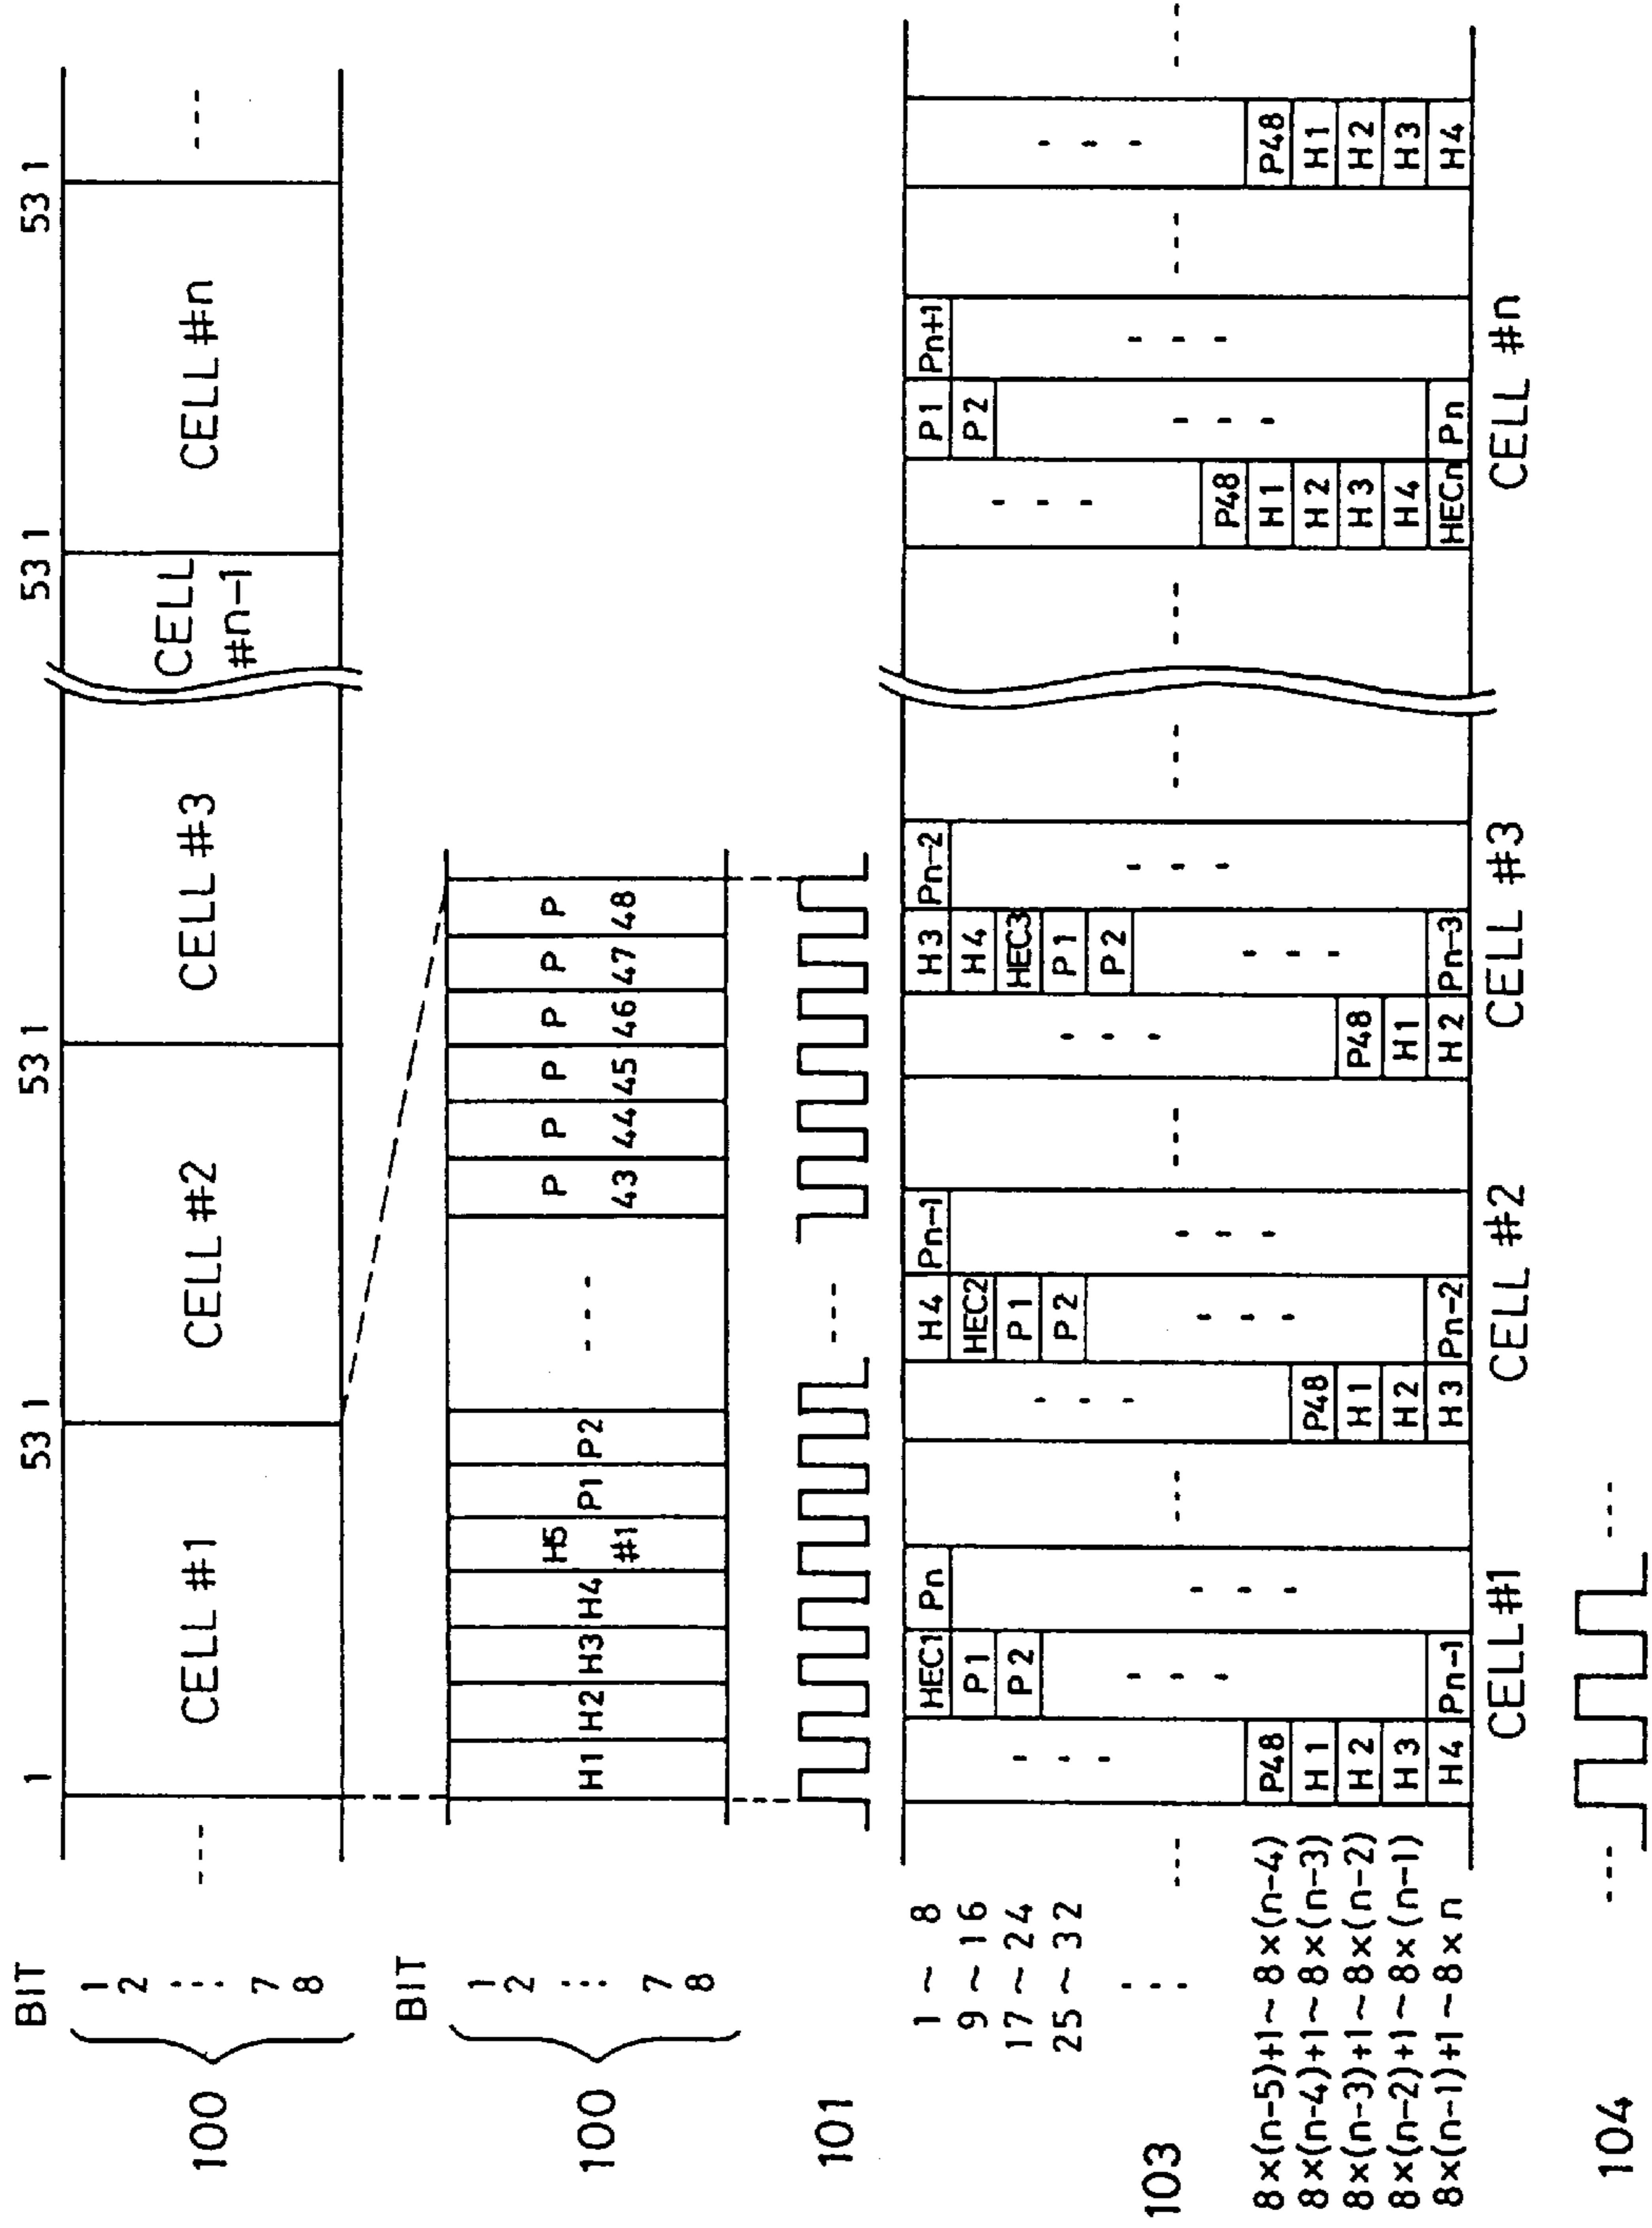 BIT
1 53 1 53 1 53 1 53 1
100
1
2
7
8
--- CELL #1 CELL #2 CELL #3 CELL #n-1 CELL #n ---
BIT
100
1
2
7
8
H1 H2 H3 H4 H5 #1 P1 P2 --- P 43 P 44 P 45 P 46 P 47 P 48
101 ---
103
1 ~ 8
9 ~ 16
17 ~ 24
25 ~ 32
8×(n-5)+1~8×(n-4)
8×(n-4)+1~8×(n-3)
8×(n-3)+1~8×(n-2)
8×(n-2)+1~8×(n-1)
8×(n-1)+1~8×n
---
P48
H1
H2
H3
H4
HEC1
P1
P2
Pn-1
Pn
---
P48
H1
H2
H3
H4
HEC2
P1
P2
Pn-2
Pn-1
---
P48
H1
H2
H3
H4
HEC3
P1
P2
Pn-3
Pn-2
---
P48
H1
H2
H3
H4
HECn
P1
P2
Pn
Pn+1
---
P48
H1
H2
H3
H4
---
CELL #1 CELL #2 CELL #3 CELL #n
104 --- ---